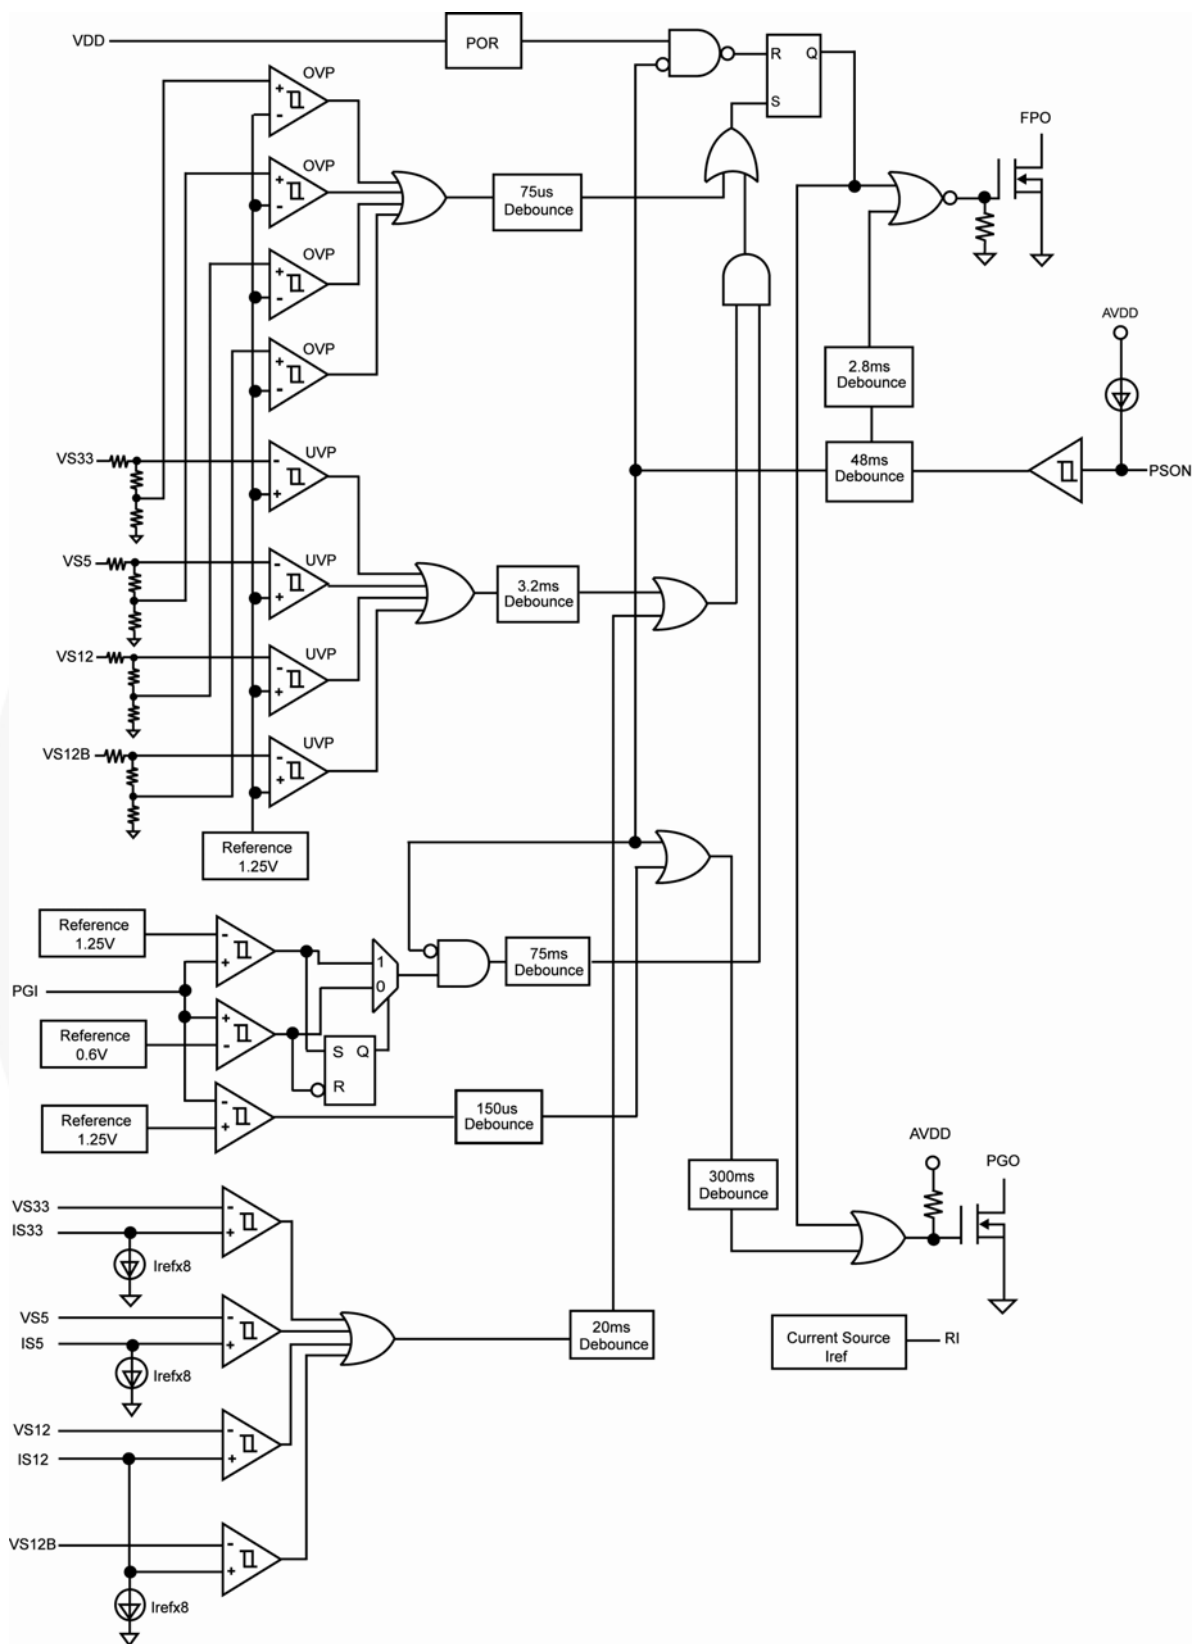 VDD
POR
R Q
S
OVP
+
-
OVP
+
-
OVP
+
-
OVP
+
-
75us
Debounce
FPO
AVDD
2.8ms
Debounce
48ms
Debounce
PSON
VS33
UVP
-
+
VS5
UVP
-
+
VS12
UVP
-
+
VS12B
UVP
-
+
3.2ms
Debounce
Reference
1.25V
Reference
1.25V
-
+
PGI
Reference
0.6V
+
-
1
0
S Q
R
75ms
Debounce
Reference
1.25V
-
+
150us
Debounce
300ms
Debounce
AVDD
PGO
VS33
IS33
-
+
Irefx8
VS5
IS5
-
+
Irefx8
20ms
Debounce
Current Source
Iref
RI
VS12
IS12
-
+
VS12B
-
+
Irefx8